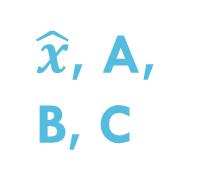 x̂, A,
B, C